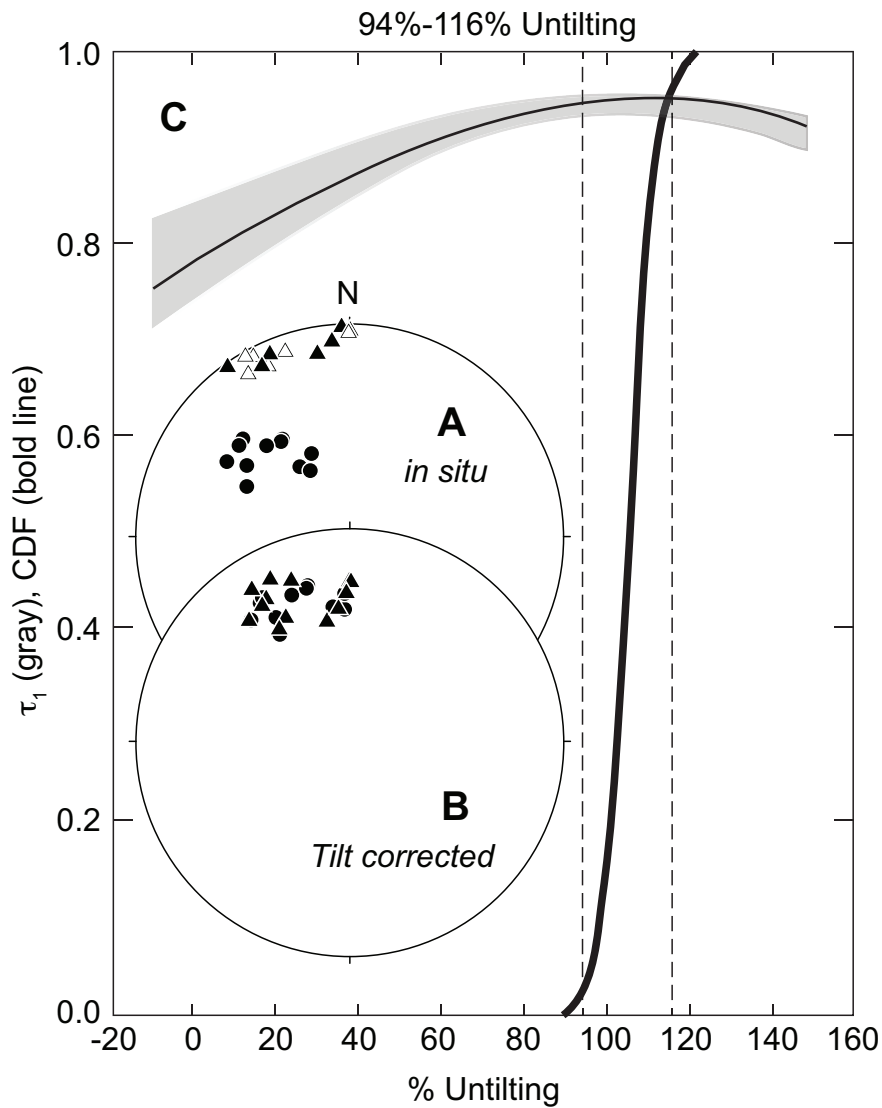 94%-116% Untilting
1.0
C
0.8
N
τ1 (gray), CDF (bold line)
0.6
A
in situ
0.4
B
0.2
Tilt corrected
0.0
-20 0 20 40 60 80 100 120 140 160
% Untilting